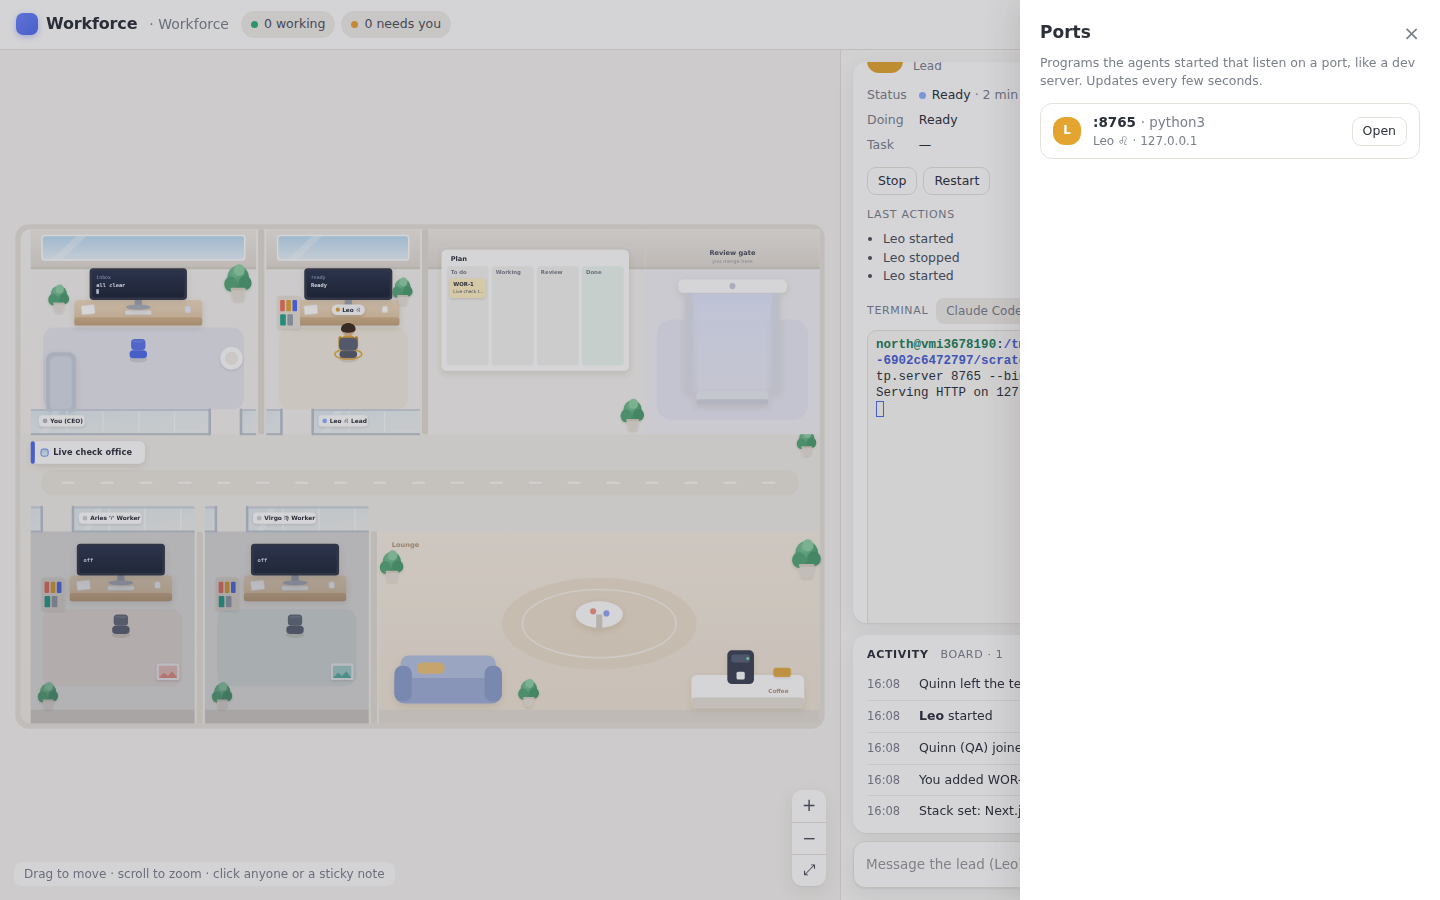 Workforce · Workforce
0 working
0 needs you
Ports
×
Programs the agents started that listen on a port, like a dev
server. Updates every few seconds.
L
:8765 · python3
Leo ♌ · 127.0.0.1
Open
Lead
Status
Ready · 2 min
Doing
Ready
Task
—
Stop
Restart
LAST ACTIONS
• Leo started
• Leo stopped
• Leo started
TERMINAL
Claude Code
north@vmi3678190:/t
-6902c6472797/scrat
tp.server 8765 --bi
Serving HTTP on 127
ACTIVITY
BOARD · 1
16:08 Quinn left the te
16:08 Leo started
16:08 Quinn (QA) joine
16:08 You added WOR-
16:08 Stack set: Next.j
Message the lead (Leo
inbox
all clear
ready
Ready
Leo ♌
You (CEO)
Leo ♌ Lead
Plan
To do
Working
Review
Done
WOR-1
Live check t…
Review gate
you merge here
Live check office
Aries ♈ Worker
Virgo ♍ Worker
off
off
Lounge
Coffee
+
−
Drag to move · scroll to zoom · click anyone or a sticky note